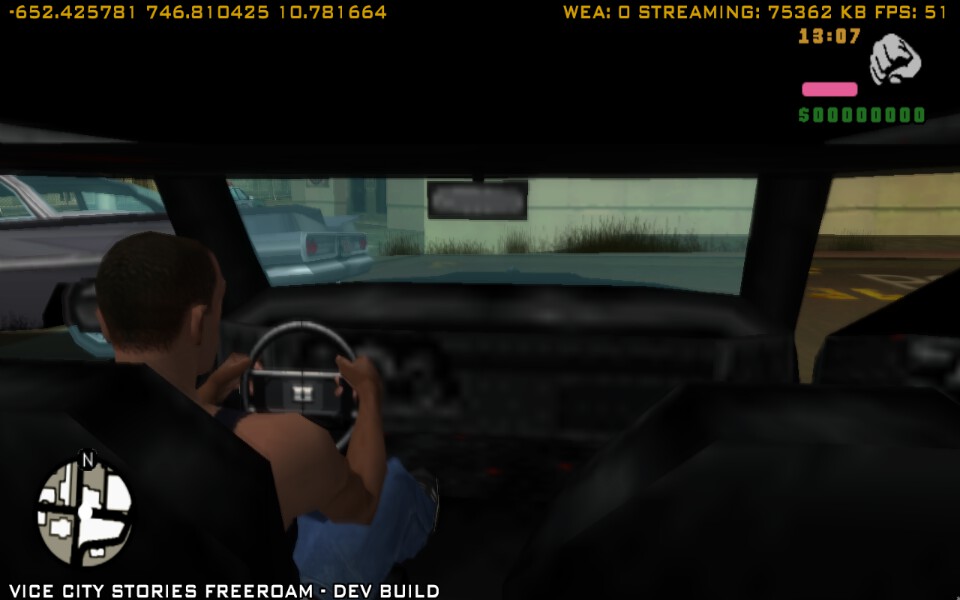 -652.425781 746.810425 10.781664
WEA: 0 STREAMING: 75362 KB FPS: 51
13:07
$00000000
N
VICE CITY STORIES FREEROAM - DEV BUILD